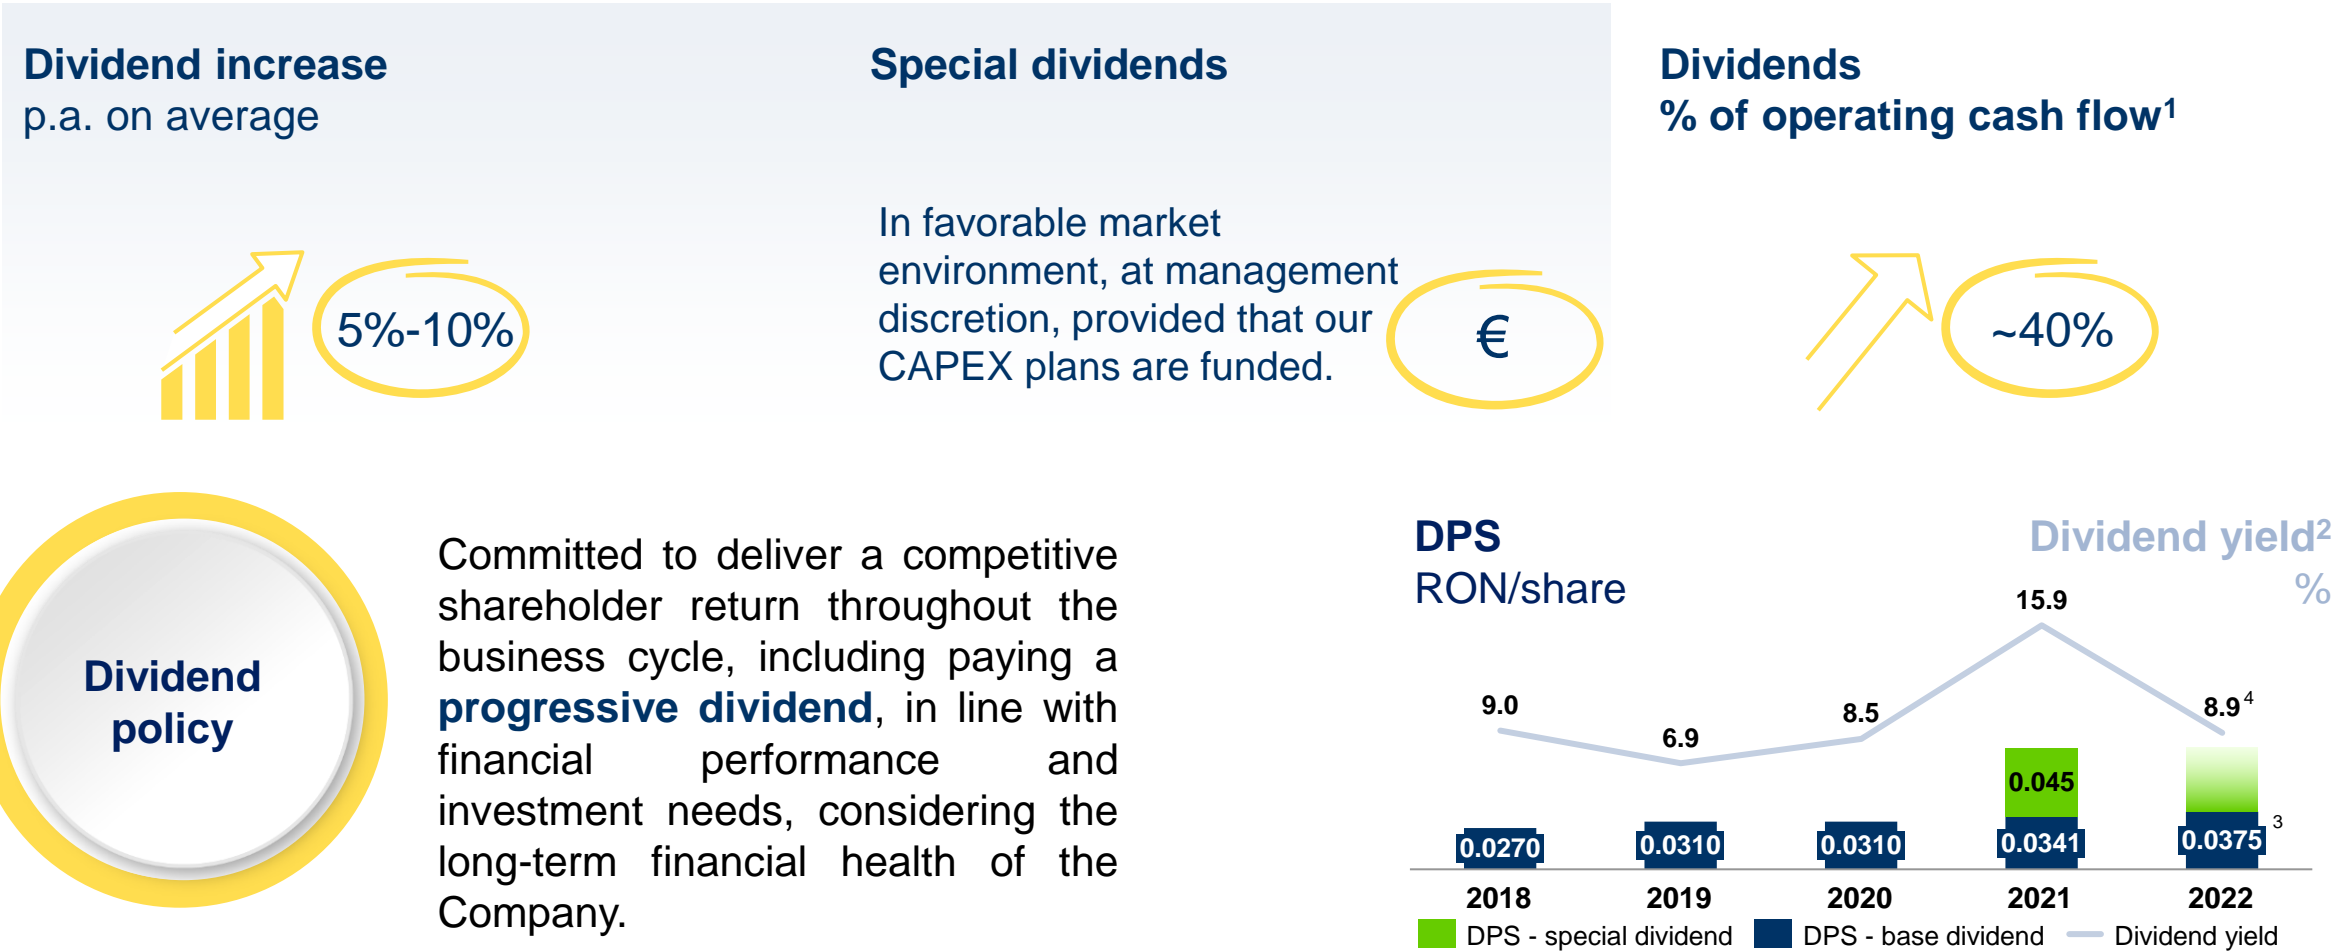 Dividend increase
p.a. on average
5%-10%
Special dividends
In favorable market
environment, at management
discretion, provided that our
CAPEX plans are funded.
€
Dividends
% of operating cash flow¹
~40%
Dividend
policy
Committed to deliver a competitive
shareholder return throughout the
business cycle, including paying a
progressive dividend, in line with
financial performance and
investment needs, considering the
long-term financial health of the
Company.
DPS
RON/share
Dividend yield²
%
9.0
6.9
8.5
15.9
8.9⁴
0.045
0.0270
0.0310
0.0310
0.0341
0.0375 ³
2018
2019
2020
2021
2022
DPS - special dividend
DPS - base dividend
Dividend yield